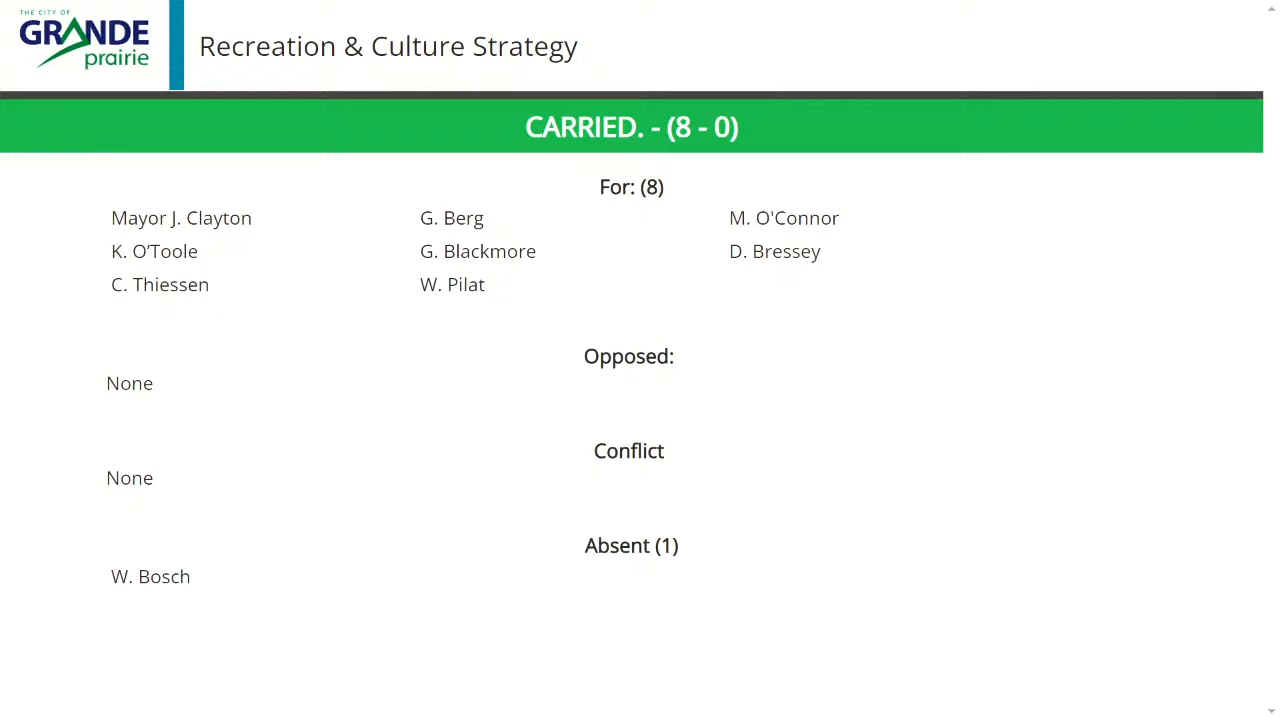 THE CITY OF
GRANDE
prairie
Recreation & Culture Strategy
CARRIED. - (8 - 0)
For: (8)
Mayor J. Clayton G. Berg M. O'Connor
K. O’Toole G. Blackmore D. Bressey
C. Thiessen W. Pilat
Opposed:
None
Conflict
None
Absent (1)
W. Bosch